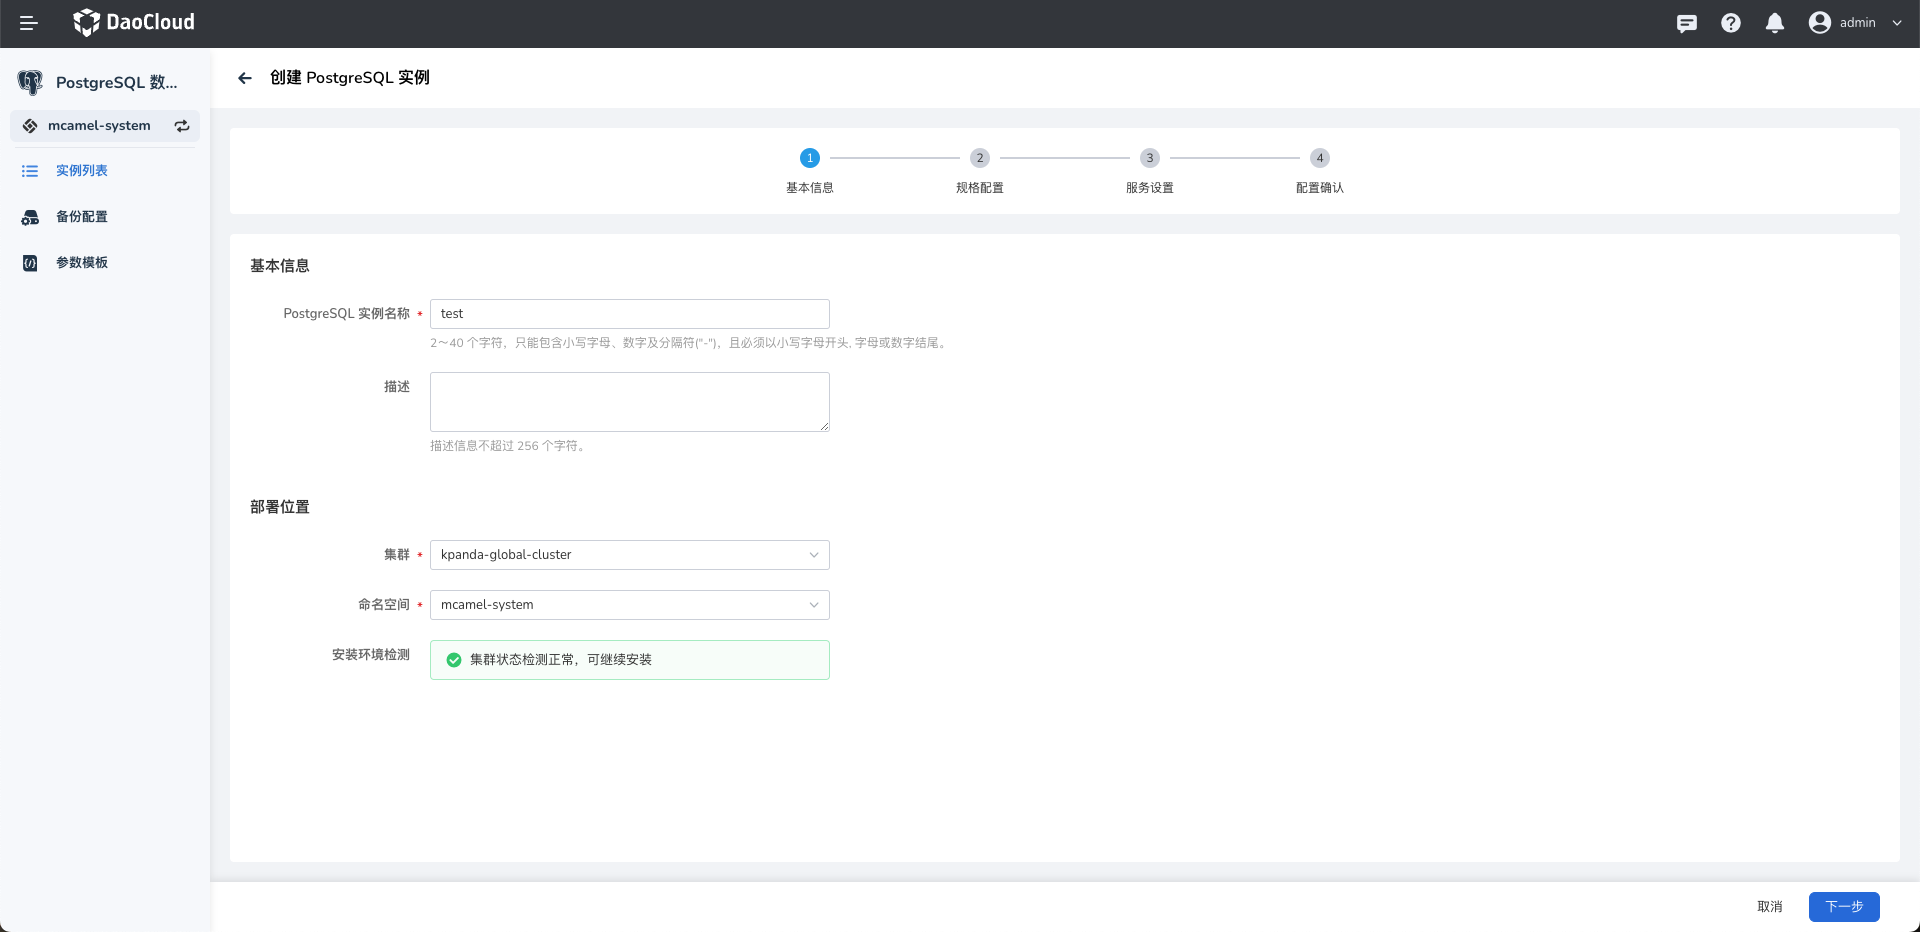 DaoCloud
admin
PostgreSQL 数...
mcamel-system
实例列表
备份配置
参数模板
创建 PostgreSQL 实例
1
2
3
4
基本信息
规格配置
服务设置
配置确认
基本信息
PostgreSQL 实例名称 *
test
2～40 个字符，只能包含小写字母、数字及分隔符("-")，且必须以小写字母开头, 字母或数字结尾。
描述
描述信息不超过 256 个字符。
部署位置
集群 *
kpanda-global-cluster
命名空间 *
mcamel-system
安装环境检测
集群状态检测正常，可继续安装
取消
下一步